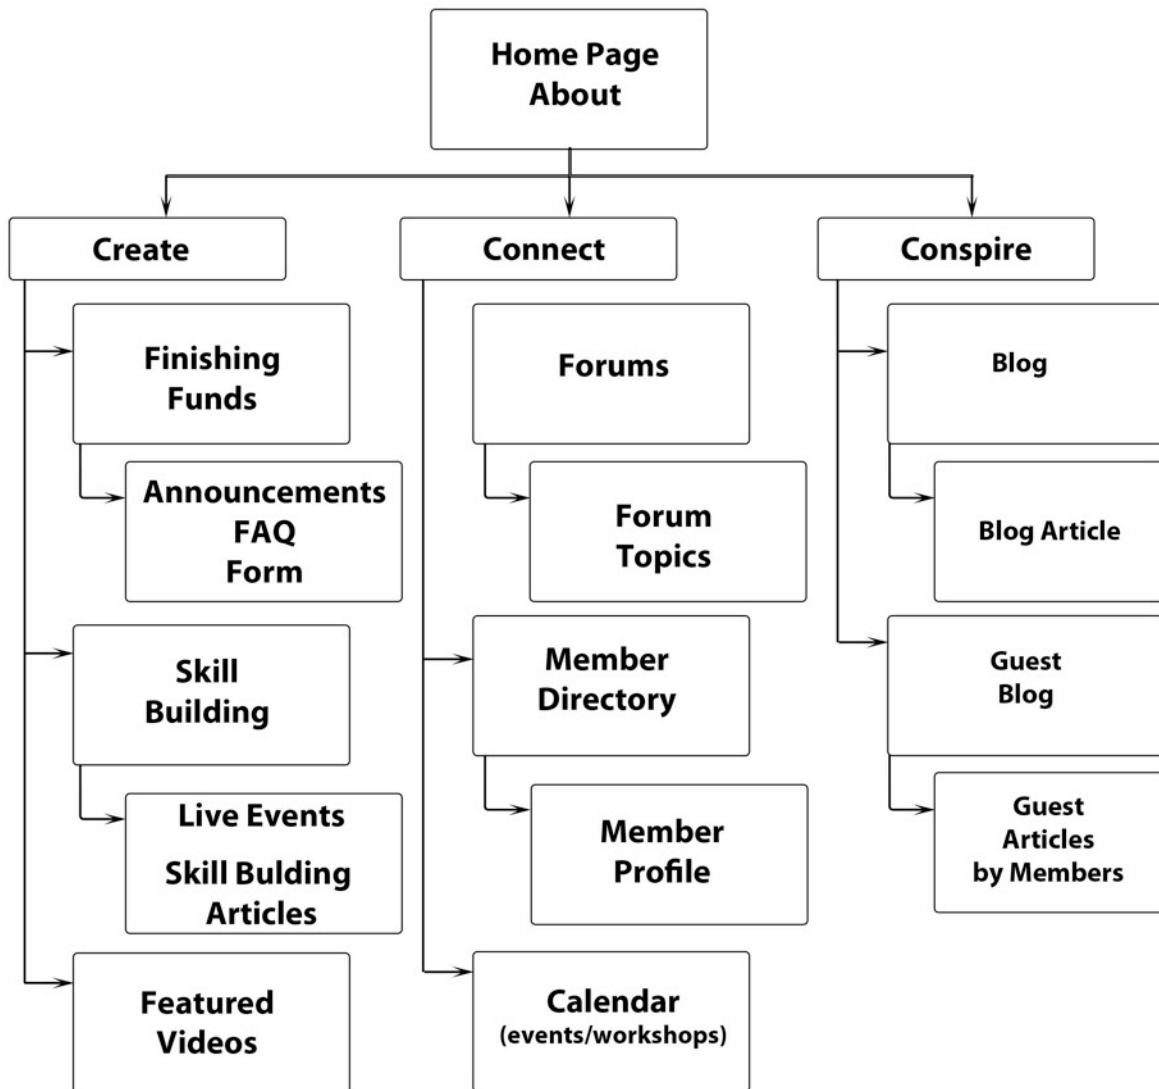 Home Page
About
Create
Connect
Conspire
Finishing
Funds
Announcements
FAQ
Form
Skill
Building
Live Events
Skill Bulding
Articles
Featured
Videos
Forums
Forum
Topics
Member
Directory
Member
Profile
Calendar
(events/workshops)
Blog
Blog Article
Guest
Blog
Guest
Articles
by Members